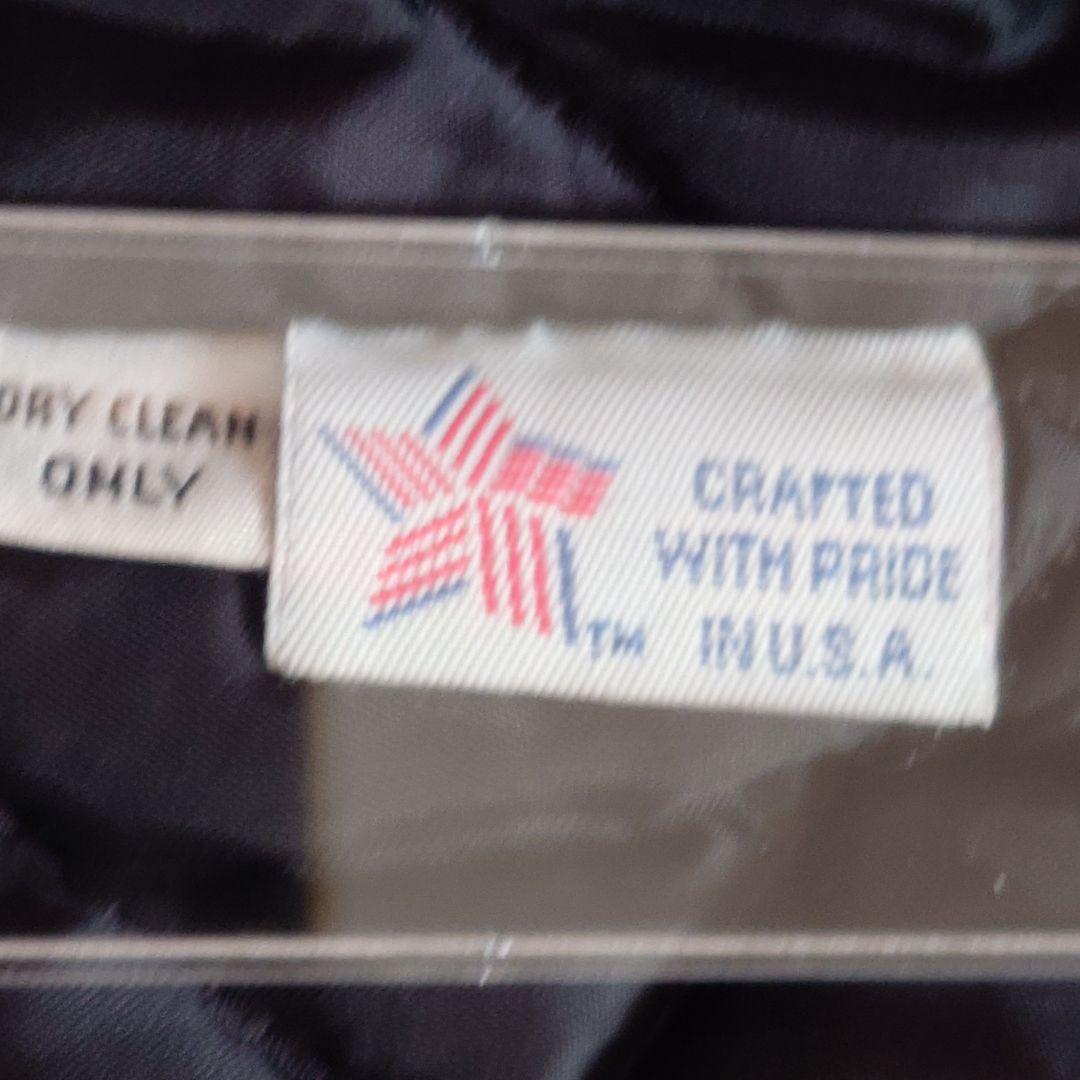 DRY CLEAN
ONLY
CRAFTED
WITH PRIDE
IN U.S.A.
TM